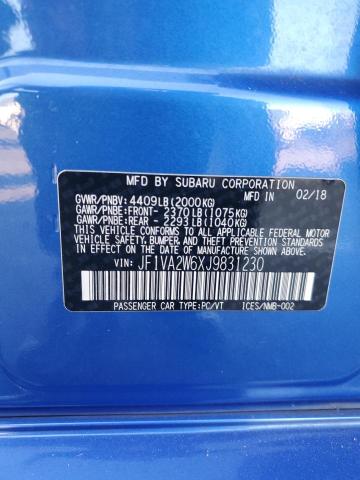 MFD BY SUBARU CORPORATION
GVWR/PNBV: 4409LB(2000KG) MFD IN 02/18
GAWR/PNBE:FRONT- 2370LB(1075KG)
GAWR/PNBE:REAR - 2293LB(1040KG)
THIS VEHICLE CONFORMS TO ALL APPLICABLE FEDERAL MOTOR
VEHICLE SAFETY, BUMPER, AND THEFT PREVENTION STANDARDS
IN EFFECT ON THE DATE OF MANUFACTURE SHOWN ABOVE.
VIN: JF1VA2W6XJ9831230
PASSENGER CAR TYPE:PC/VT ICES/NMB-002